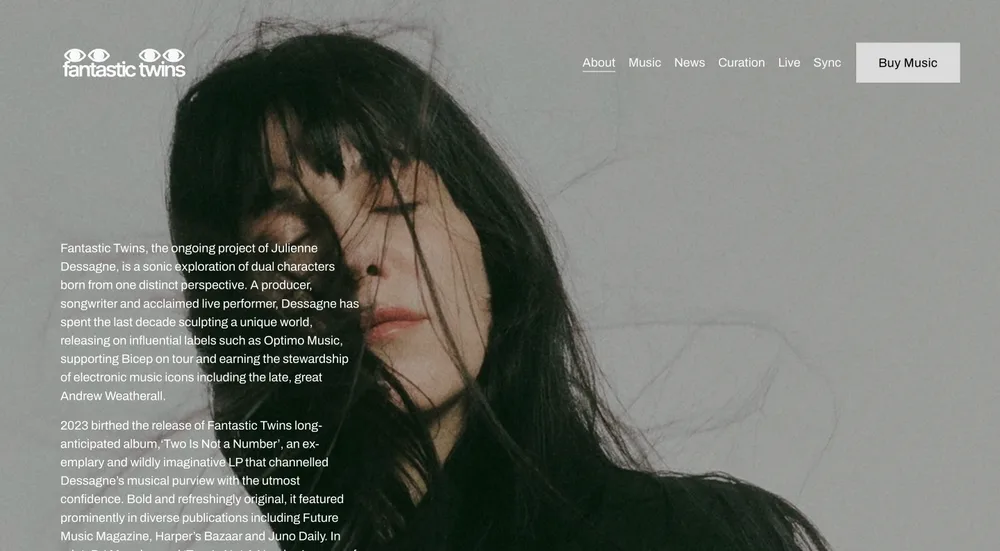 fantastic twins
About Music News Curation Live Sync Buy Music
Fantastic Twins, the ongoing project of Julienne
Dessagne, is a sonic exploration of dual characters
born from one distinct perspective. A producer,
songwriter and acclaimed live performer, Dessagne has
spent the last decade sculpting a unique world,
releasing on influential labels such as Optimo Music,
supporting Bicep on tour and earning the stewardship
of electronic music icons including the late, great
Andrew Weatherall.
2023 birthed the release of Fantastic Twins long-
anticipated album,‘Two Is Not a Number’, an ex-
emplary and wildly imaginative LP that channelled
Dessagne’s musical purview with the utmost
confidence. Bold and refreshingly original, it featured
prominently in diverse publications including Future
Music Magazine, Harper’s Bazaar and Juno Daily. In